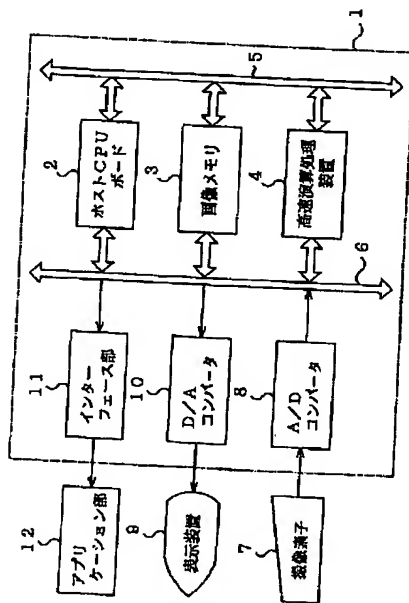 1
5
2
ホストCPU
ボード
3
画像メモリ
4
高速演算処理
装置
6
11
インター
フェース部
10
D/A
コンバータ
8
A/D
コンバータ
12
アプリ
ケーション部
9
表示装置
7
撮像素子